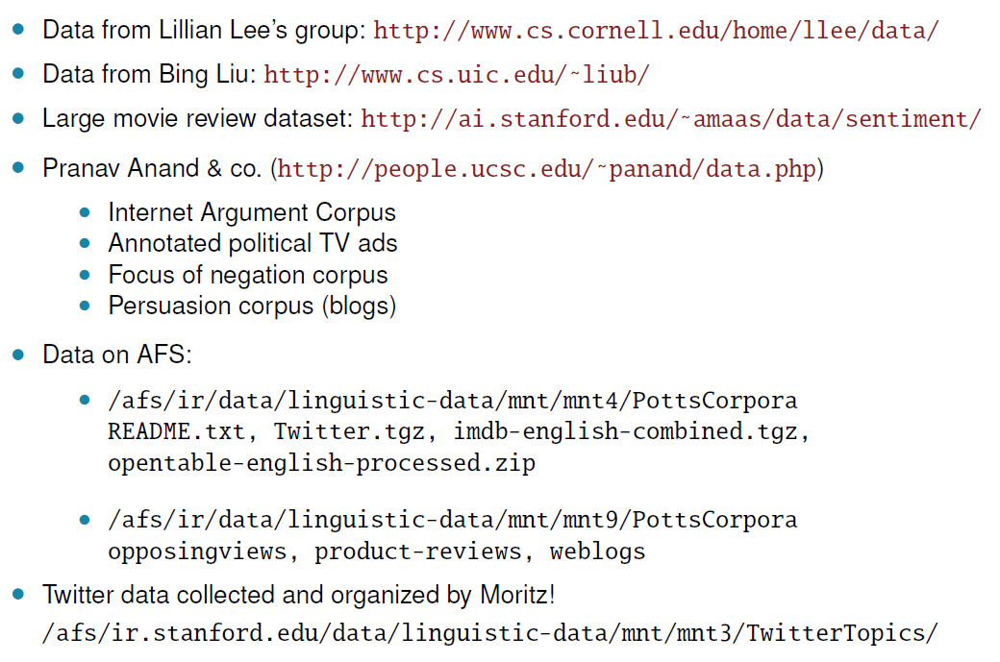 • Data from Lillian Lee's group: http://www.cs.cornell.edu/home/llee/data/
• Data from Bing Liu: http://www.cs.uic.edu/~liub/
• Large movie review dataset: http://ai.stanford.edu/~amaas/data/sentiment/
• Pranav Anand & co. (http://people.ucsc.edu/~panand/data.php)
• Internet Argument Corpus
• Annotated political TV ads
• Focus of negation corpus
• Persuasion corpus (blogs)
• Data on AFS:
• /afs/ir/data/linguistic-data/mnt/mnt4/PottsCorpora
README.txt, Twitter.tgz, imdb-english-combined.tgz,
opentable-english-processed.zip
• /afs/ir/data/linguistic-data/mnt/mnt9/PottsCorpora
opposingviews, product-reviews, weblogs
• Twitter data collected and organized by Moritz!
/afs/ir.stanford.edu/data/linguistic-data/mnt/mnt3/TwitterTopics/